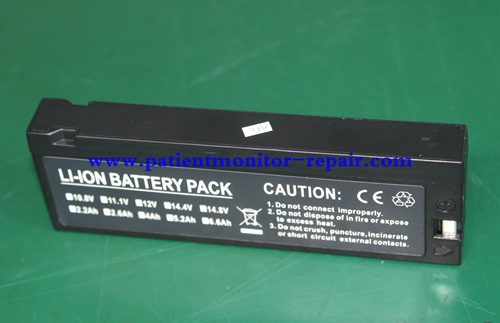 www.patientmonitor-repair.com
LI-ION BATTERY PACK
10.8V 11.1V 12V 14.4V 14.8V
2.2Ah 2.6Ah 4Ah 5.2Ah 6.6Ah
CAUTION: CE
1. Do not connect improperly.
2. Do not dispose of in fire or expose
to excess heat.
3. Do not crush, puncture, incinerate
or short circuit external contacts.